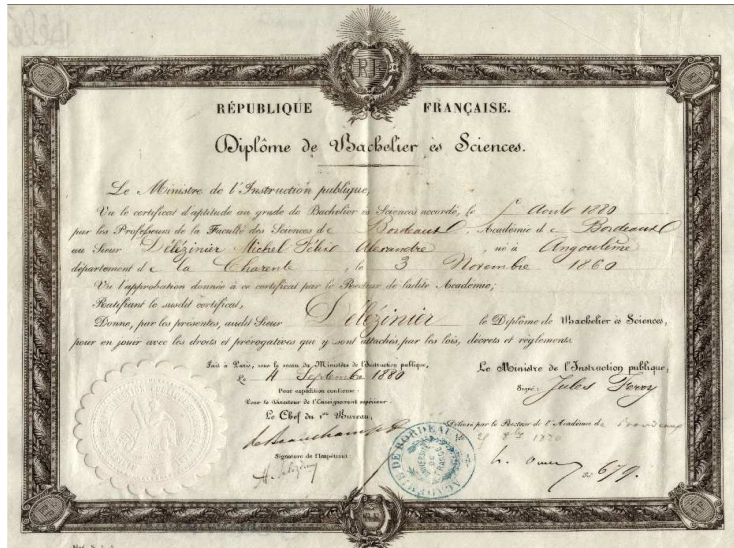 RF
RÉPUBLIQUE FRANÇAISE.
Diplôme de Bachelier ès Sciences.
Le Ministre de l'Instruction publique,
Vu le certificat d'aptitude au grade de Bachelier ès Sciences accordé, le Août 1880
par les Professeurs de la Faculté des Sciences de Bordeaux, Académie de Bordeaux
au Sieur Délézinier Michel Félix Alexandre, né à Angoulême
département de la Charente, le 3 Novembre 1860
Vu l'approbation donnée à ce certificat par le Recteur de ladite Académie;
Ratifiant le susdit certificat,
Donne, par les présentes, audit Sieur Délézinier le Diplôme de Bachelier ès Sciences,
pour en jouir avec les droits et prérogatives qui y sont attachés par les lois, décrets et règlements.
Fait à Paris, sous le sceau du Ministère de l'Instruction publique,
Le 4 Septembre 1880
Pour expédition conforme:
Pour le Directeur de l'Enseignement supérieur:
Le Chef du 1er Bureau,
de Beauchamp
Signature de l'Impétrant:
Le Ministre de l'Instruction publique,
Signé: Jules Ferry
Délivré par le Recteur de l'Académie de Bordeaux
1880
ACADÉMIE DE BORDEAUX
679.